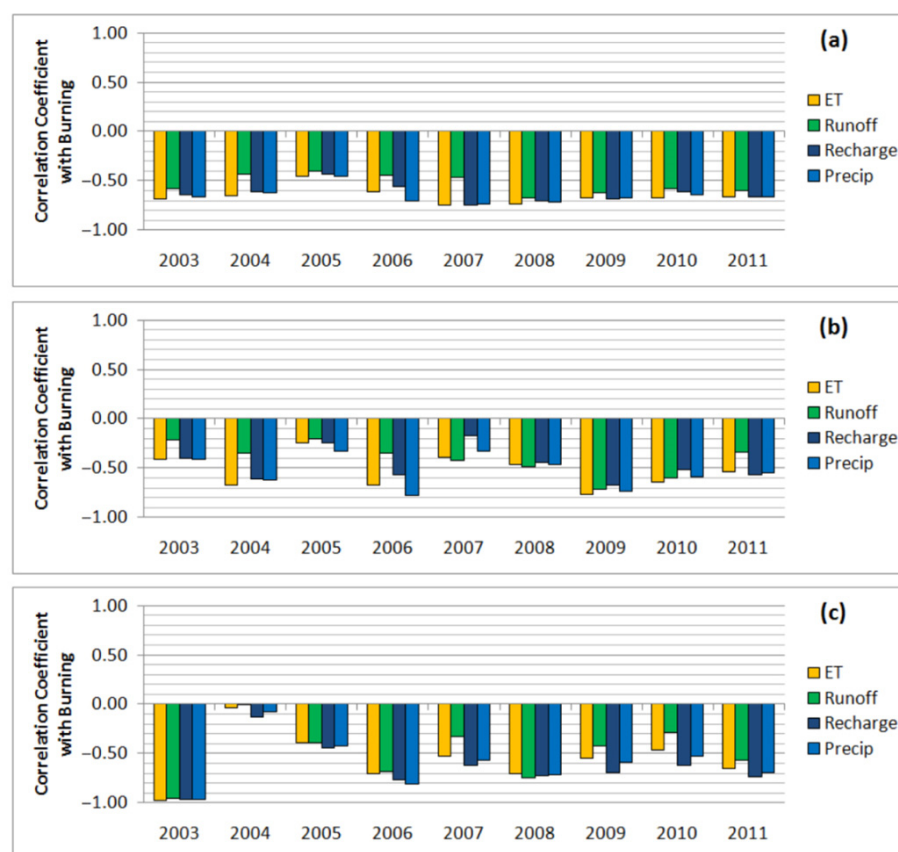 (a)
Correlation Coefficient
with Burning
1.00
0.50
0.00
−0.50
−1.00
2003 2004 2005 2006 2007 2008 2009 2010 2011
ET
Runoff
Recharge
Precip
(b)
Correlation Coefficient
with Burning
1.00
0.50
0.00
−0.50
−1.00
2003 2004 2005 2006 2007 2008 2009 2010 2011
ET
Runoff
Recharge
Precip
(c)
Correlation Coefficient
with Burning
1.00
0.50
0.00
−0.50
−1.00
2003 2004 2005 2006 2007 2008 2009 2010 2011
ET
Runoff
Recharge
Precip